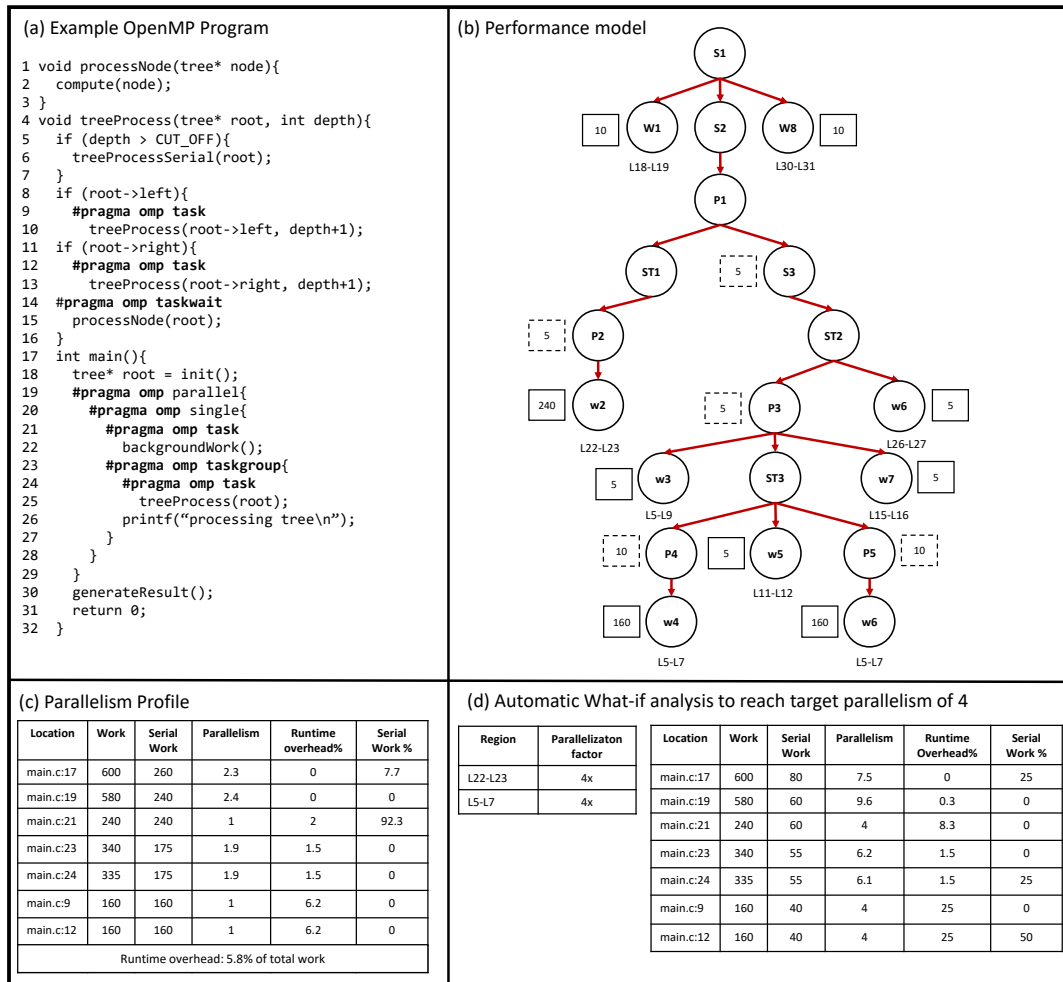 (a) Example OpenMP Program
1 void processNode(tree* node){
2   compute(node);
3 }
4 void treeProcess(tree* root, int depth){
5   if (depth > CUT_OFF){
6     treeProcessSerial(root);
7   }
8   if (root->left){
9     #pragma omp task
10      treeProcess(root->left, depth+1);
11  if (root->right){
12    #pragma omp task
13      treeProcess(root->right, depth+1);
14  #pragma omp taskwait
15    processNode(root);
16  }
17  int main(){
18    tree* root = init();
19    #pragma omp parallel{
20      #pragma omp single{
21        #pragma omp task
22          backgroundWork();
23        #pragma omp taskgroup{
24          #pragma omp task
25            treeProcess(root);
26          printf(“processing tree\n”);
27        }
28      }
29    }
30    generateResult();
31    return 0;
32  }
(b) Performance model
S1
10 W1 S2 W8 10
L18-L19 L30-L31
P1
ST1 5 S3
5 P2 ST2
240 w2 5 P3 w6 5
L22-L23 L26-L27
5 w3 ST3 w7 5
L5-L9 L15-L16
10 P4 5 w5 P5 10
L11-L12
160 w4 160 w6
L5-L7 L5-L7
(c) Parallelism Profile
Location Work Serial Work Parallelism Runtime overhead% Serial Work %
main.c:17 600 260 2.3 0 7.7
main.c:19 580 240 2.4 0 0
main.c:21 240 240 1 2 92.3
main.c:23 340 175 1.9 1.5 0
main.c:24 335 175 1.9 1.5 0
main.c:9 160 160 1 6.2 0
main.c:12 160 160 1 6.2 0
Runtime overhead: 5.8% of total work
(d) Automatic What-if analysis to reach target parallelism of 4
Region Parallelizaton factor
L22-L23 4x
L5-L7 4x
Location Work Serial Work Parallelism Runtime Overhead% Serial Work %
main.c:17 600 80 7.5 0 25
main.c:19 580 60 9.6 0.3 0
main.c:21 240 60 4 8.3 0
main.c:23 340 55 6.2 1.5 0
main.c:24 335 55 6.1 1.5 25
main.c:9 160 40 4 25 0
main.c:12 160 40 4 25 50